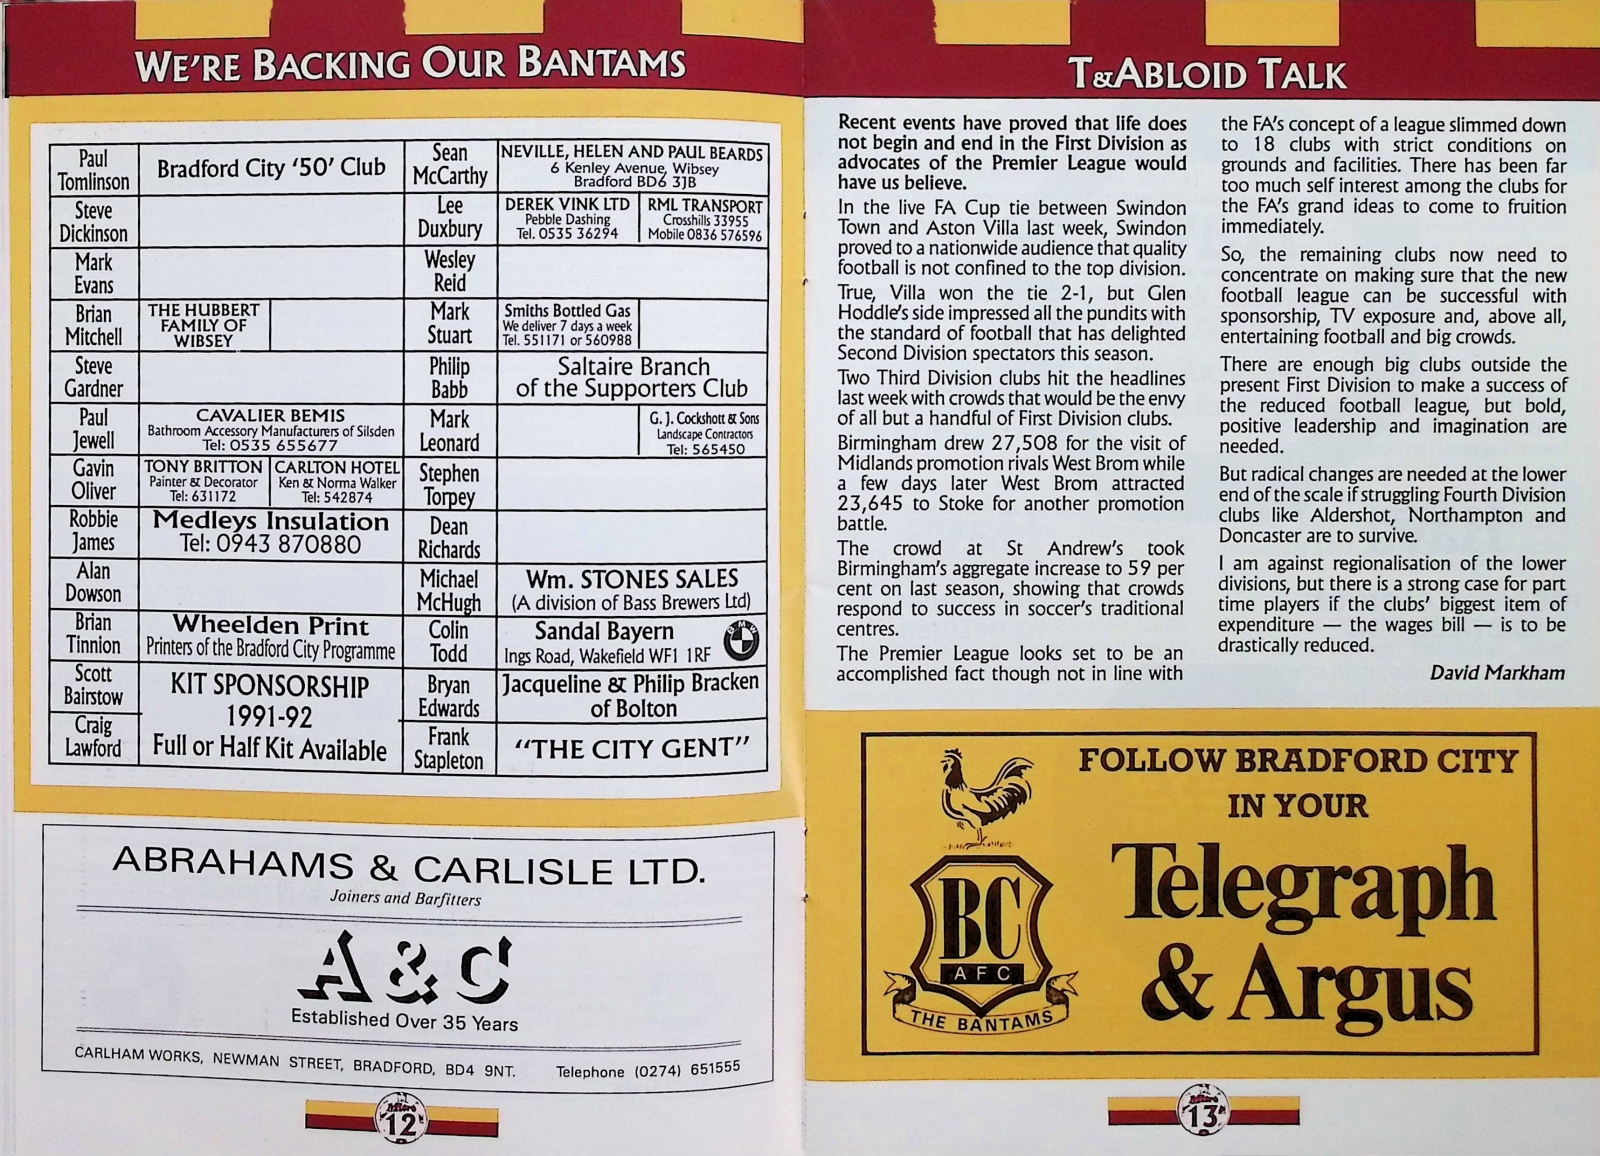 WE'RE BACKING OUR BANTAMS
Paul
Tomlinson
Bradford City '50' Club
Sean
McCarthy
NEVILLE, HELEN AND PAUL BEARDS
6 Kenley Avenue, Wibsey
Bradford BD6 3JB
Steve
Dickinson
Lee
Duxbury
DEREK VINK LTD
Pebble Dashing
Tel. 0535 36294
RML TRANSPORT
Crosshills 33955
Mobile 0836 576596
Mark
Evans
Wesley
Reid
Brian
Mitchell
THE HUBBERT
FAMILY OF
WIBSEY
Mark
Stuart
Smiths Bottled Gas
We deliver 7 days a week
Tel. 551171 or 560988
Steve
Gardner
Philip
Babb
Saltaire Branch
of the Supporters Club
Paul
Jewell
CAVALIER BEMIS
Bathroom Accessory Manufacturers of Silsden
Tel: 0535 655677
Mark
Leonard
G. J. Cockshott & Sons
Landscape Contractors
Tel: 565450
Gavin
Oliver
TONY BRITTON
Painter & Decorator
Tel: 631172
CARLTON HOTEL
Ken & Norma Walker
Tel: 542874
Stephen
Torpey
Robbie
James
Medleys Insulation
Tel: 0943 870880
Dean
Richards
Alan
Dowson
Michael
McHugh
Wm. STONES SALES
(A division of Bass Brewers Ltd)
Brian
Tinnion
Wheelden Print
Printers of the Bradford City Programme
Colin
Todd
Sandal Bayern
Ings Road, Wakefield WF1 1RF
BMW
Scott
Bairstow
KIT SPONSORSHIP
1991-92
Full or Half Kit Available
Bryan
Edwards
Jacqueline & Philip Bracken
of Bolton
Craig
Lawford
Frank
Stapleton
"THE CITY GENT"
ABRAHAMS & CARLISLE LTD.
Joiners and Barfitters
A & C
Established Over 35 Years
CARLHAM WORKS, NEWMAN STREET, BRADFORD, BD4 9NT. Telephone (0274) 651555
12
T&ABLOID TALK
Recent events have proved that life does
not begin and end in the First Division as
advocates of the Premier League would
have us believe.
In the live FA Cup tie between Swindon
Town and Aston Villa last week, Swindon
proved to a nationwide audience that quality
football is not confined to the top division.
True, Villa won the tie 2-1, but Glen
Hoddle's side impressed all the pundits with
the standard of football that has delighted
Second Division spectators this season.
Two Third Division clubs hit the headlines
last week with crowds that would be the envy
of all but a handful of First Division clubs.
Birmingham drew 27,508 for the visit of
Midlands promotion rivals West Brom while
a few days later West Brom attracted
23,645 to Stoke for another promotion
battle.
The crowd at St Andrew's took
Birmingham's aggregate increase to 59 per
cent on last season, showing that crowds
respond to success in soccer's traditional
centres.
The Premier League looks set to be an
accomplished fact though not in line with
the FA's concept of a league slimmed down
to 18 clubs with strict conditions on
grounds and facilities. There has been far
too much self interest among the clubs for
the FA's grand ideas to come to fruition
immediately.
So, the remaining clubs now need to
concentrate on making sure that the new
football league can be successful with
sponsorship, TV exposure and, above all,
entertaining football and big crowds.
There are enough big clubs outside the
present First Division to make a success of
the reduced football league, but bold,
positive leadership and imagination are
needed.
But radical changes are needed at the lower
end of the scale if struggling Fourth Division
clubs like Aldershot, Northampton and
Doncaster are to survive.
I am against regionalisation of the lower
divisions, but there is a strong case for part
time players if the clubs' biggest item of
expenditure — the wages bill — is to be
drastically reduced.
David Markham
FOLLOW BRADFORD CITY
IN YOUR
Telegraph
& Argus
BC
AFC
THE BANTAMS
13